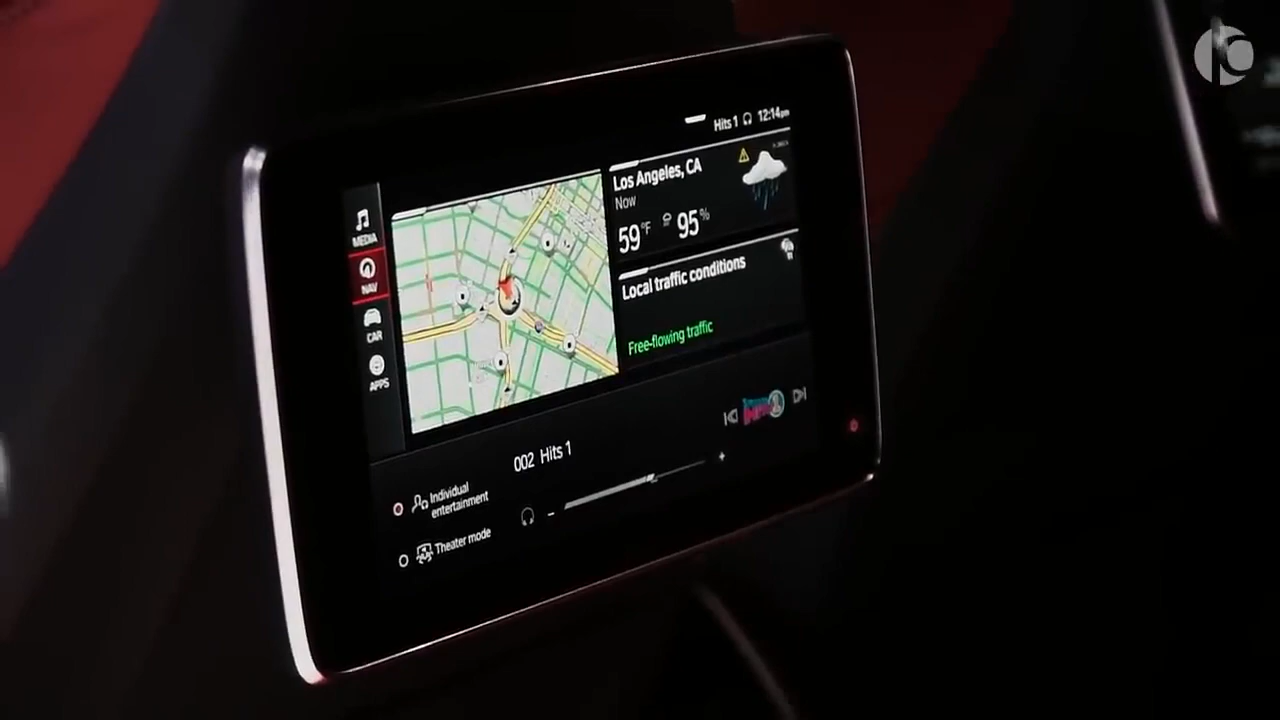 Hits 1 12:14pm
MEDIA
NAV
CAR
APPS
Los Angeles, CA
Now
59°F 95%
Local traffic conditions
Free-flowing traffic
002 Hits 1
Individual
entertainment
Theater mode
- +